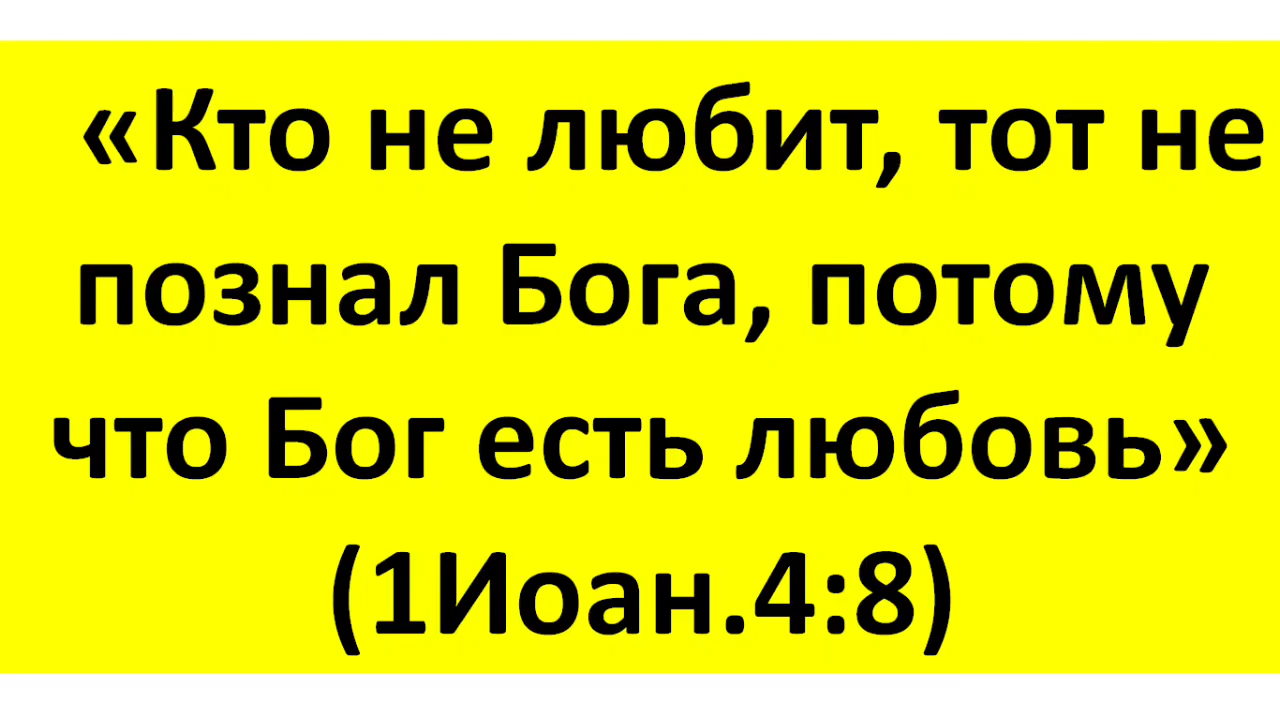 «Кто не любит, тот не
познал Бога, потому
что Бог есть любовь»
(1Иоан.4:8)